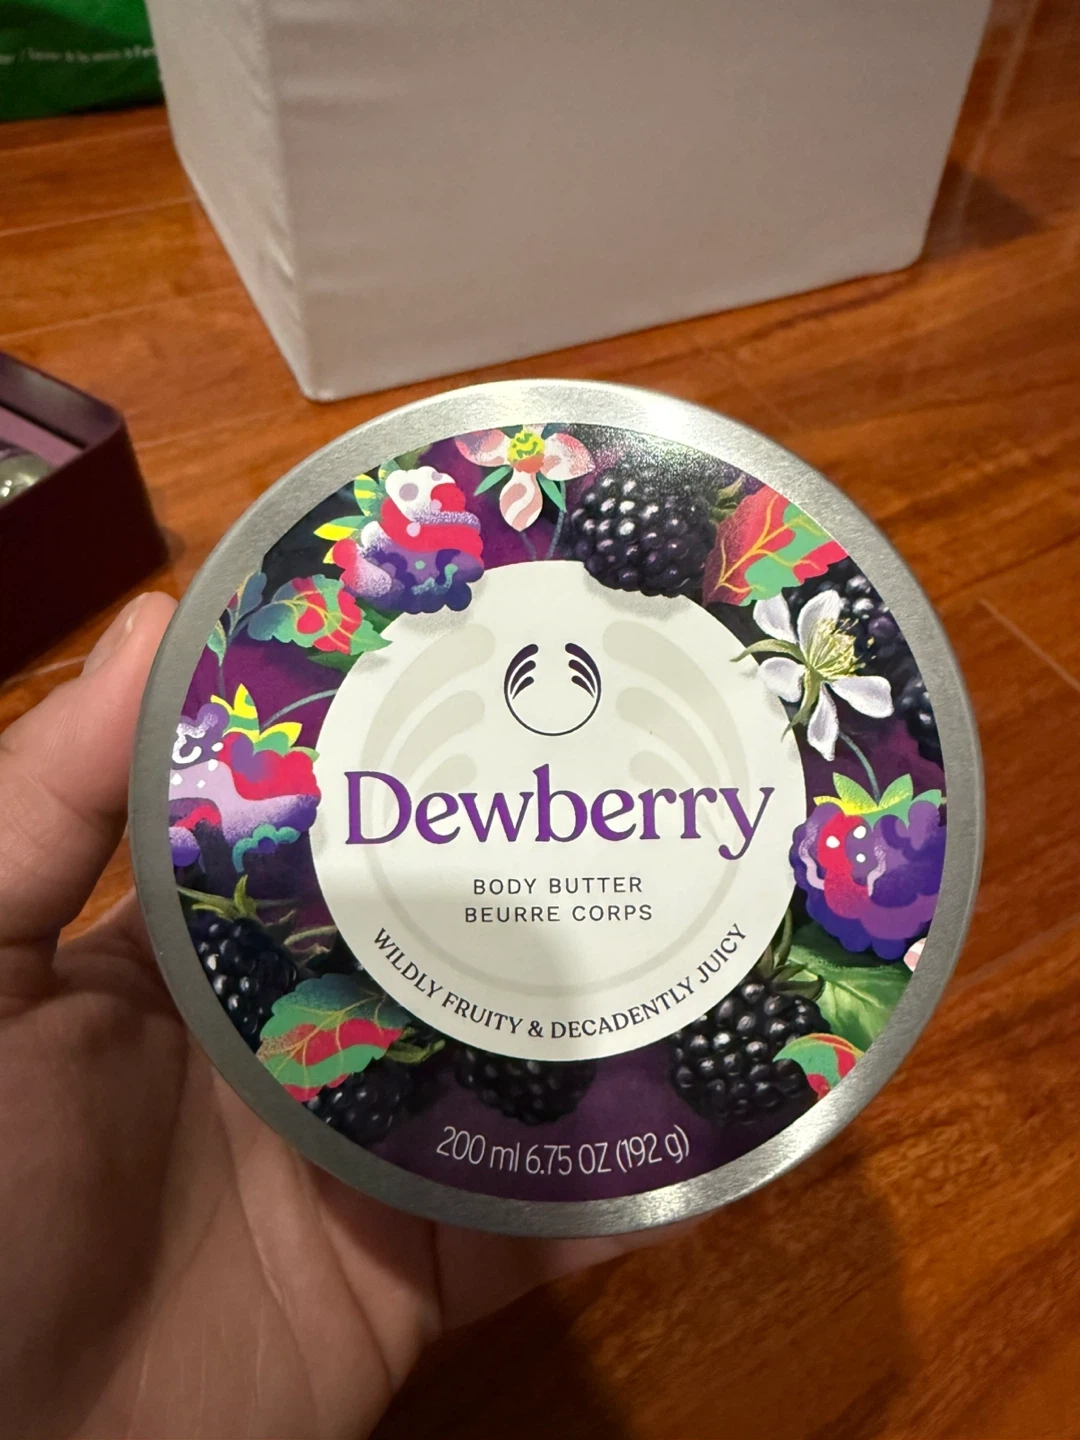 Dewberry
BODY BUTTER
BEURRE CORPS
WILDLY FRUITY & DECADENTLY JUICY
200 ml 6.75 OZ (192 g)